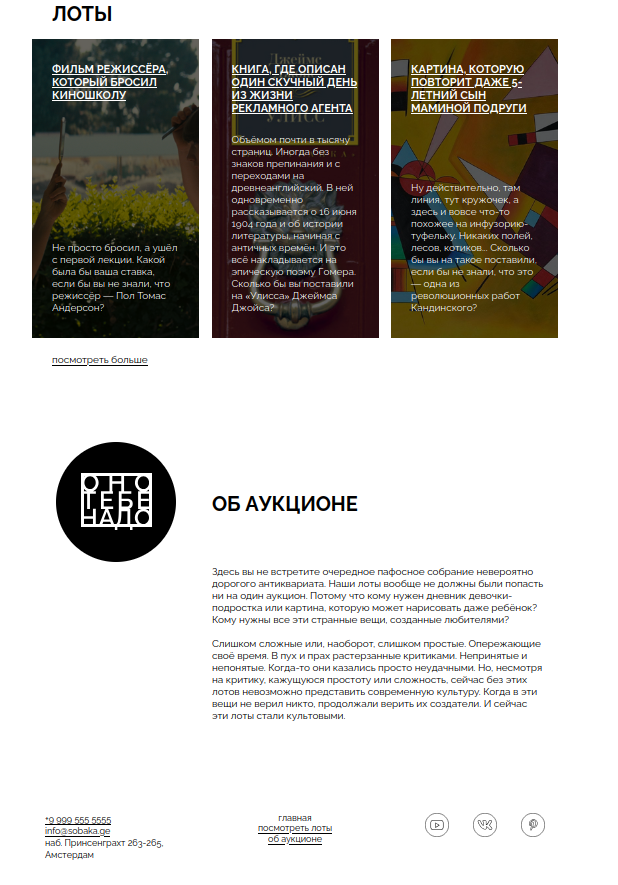 ЛОТЫ
ФИЛЬМ РЕЖИССЁРА,
КОТОРЫЙ БРОСИЛ
КИНОШКОЛУ
Не просто бросил, а ушёл
с первой лекции. Какой
была бы ваша ставка,
если бы вы не знали, что
режиссёр — Пол Томас
Андерсон?
Джеймс
КНИГА, ГДЕ ОПИСАН
ОДИН СКУЧНЫЙ ДЕНЬ
ИЗ ЖИЗНИ
РЕКЛАМНОГО АГЕНТА
УЛИСС
Объёмом почти в тысячу
страниц. Иногда без
знаков препинания и с
переходами на
древнеанглийский. В ней
одновременно
рассказывается о 16 июня
1904 года и об истории
литературы, начиная с
античных времён. И это
всё накладывается на
эпическую поэму Гомера.
Сколько бы вы поставили
на «Улисса» Джеймса
Джойса?
КАРТИНА, КОТОРУЮ
ПОВТОРИТ ДАЖЕ 5-
ЛЕТНИЙ СЫН
МАМИНОЙ ПОДРУГИ
Ну действительно, там
линия, тут кружочек, а
здесь и вовсе что-то
похожее на инфузорию-
туфельку. Никаких полей,
лесов, котиков... Сколько
бы вы на такое поставили,
если бы не знали, что это
— одна из
революционных работ
Кандинского?
посмотреть больше
ОНО
ТЕБЕ
НАДО
ОБ АУКЦИОНЕ
Здесь вы не встретите очередное пафосное собрание невероятно
дорогого антиквариата. Наши лоты вообще не должны были попасть
ни на один аукцион. Потому что кому нужен дневник девочки-
подростка или картина, которую может нарисовать даже ребёнок?
Кому нужны все эти странные вещи, созданные любителями?
Слишком сложные или, наоборот, слишком простые. Опережающие
своё время. В пух и прах растерзанные критиками. Непринятые и
непонятые. Когда-то они казались просто неудачными. Но, несмотря
на критику, кажущуюся простоту или сложность, сейчас без этих
лотов невозможно представить современную культуру. Когда в эти
вещи не верил никто, продолжали верить их создатели. И сейчас
эти лоты стали культовыми.
*9 999 555 5555
info@sobaka.ge
наб. Принсенграхт 263-265,
Амстердам
главная
посмотреть лоты
об аукционе